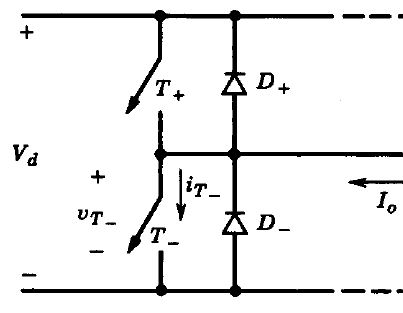 +
T+
D+
Vd
+
vT−
−
iT−
T−
D−
Io
−